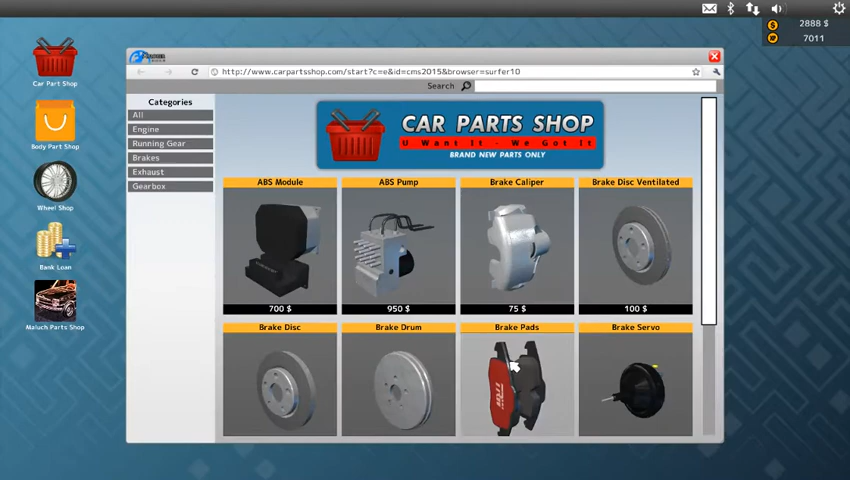 2888 $
7011
Car Part Shop
Body Part Shop
Wheel Shop
Bank Loan
Maluch Parts Shop
http://www.carpartsshop.com/start?c=e&id=cms2015&browser=surfer10
Search
Categories
All
Engine
Running Gear
Brakes
Exhaust
Gearbox
CAR PARTS SHOP
U Want It - We Got It
BRAND NEW PARTS ONLY
ABS Module
ABS Pump
Brake Caliper
Brake Disc Ventilated
700 $
950 $
75 $
100 $
Brake Disc
Brake Drum
Brake Pads
Brake Servo